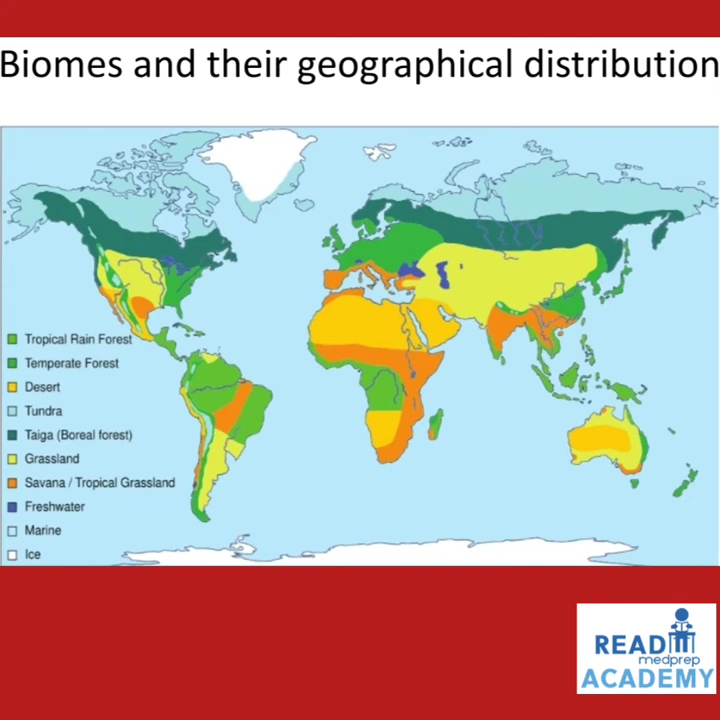 Biomes and their geographical distribution
Tropical Rain Forest
Temperate Forest
Desert
Tundra
Taiga (Boreal forest)
Grassland
Savana / Tropical Grassland
Freshwater
Marine
Ice
READ
medprep
ACADEMY